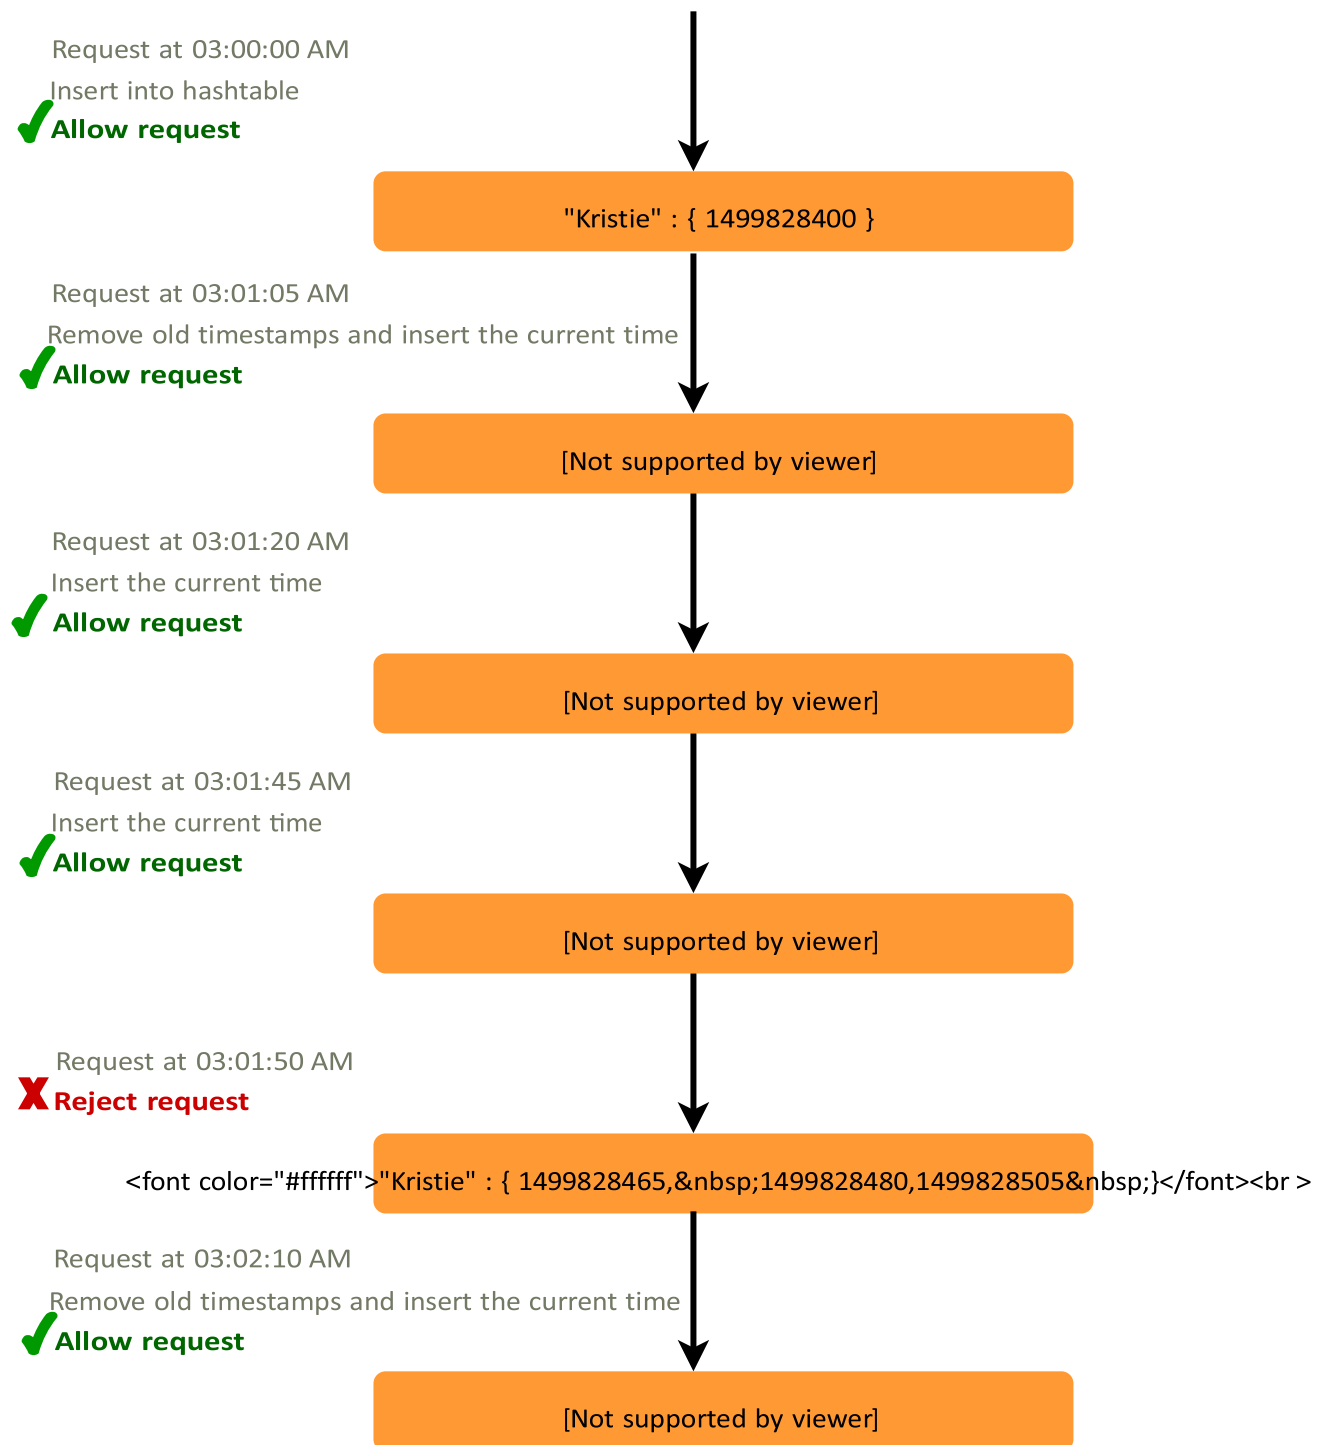 Request at 03:00:00 AM
Insert into hashtable
Allow request
"Kristie" : { 1499828400 }
Request at 03:01:05 AM
Remove old timestamps and insert the current time
Allow request
[Not supported by viewer]
Request at 03:01:20 AM
Insert the current time
Allow request
[Not supported by viewer]
Request at 03:01:45 AM
Insert the current time
Allow request
[Not supported by viewer]
Request at 03:01:50 AM
Reject request
<font color="#ffffff">"Kristie" : { 1499828465,&nbsp;1499828480,1499828505&nbsp;}</font><br >
Request at 03:02:10 AM
Remove old timestamps and insert the current time
Allow request
[Not supported by viewer]